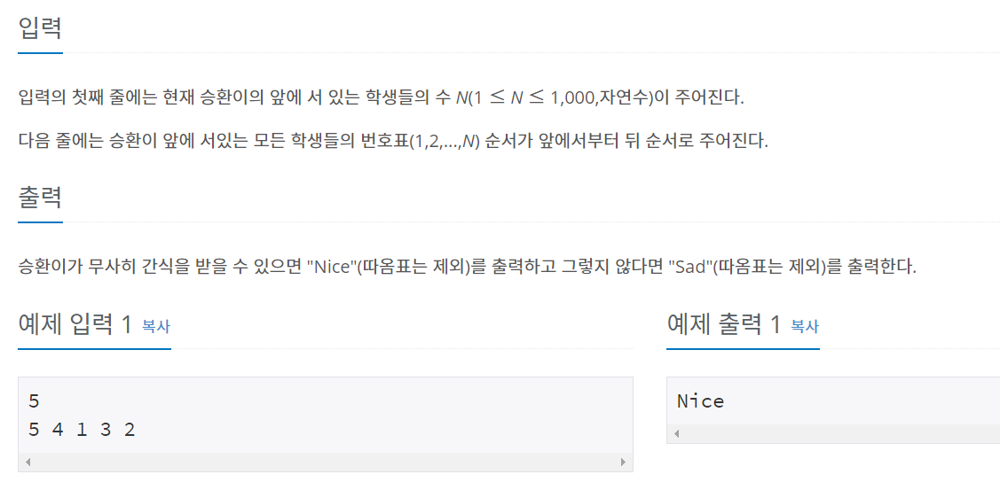 입력
입력의 첫째 줄에는 현재 승환이의 앞에 서 있는 학생들의 수 N(1 ≤ N ≤ 1,000,자연수)이 주어진다.
다음 줄에는 승환이 앞에 서있는 모든 학생들의 번호표(1,2,...,N) 순서가 앞에서부터 뒤 순서로 주어진다.
출력
승환이가 무사히 간식을 받을 수 있으면 "Nice"(따옴표는 제외)를 출력하고 그렇지 않다면 "Sad"(따옴표는 제외)를 출력한다.
예제 입력 1 복사
5
5 4 1 3 2
예제 출력 1 복사
Nice